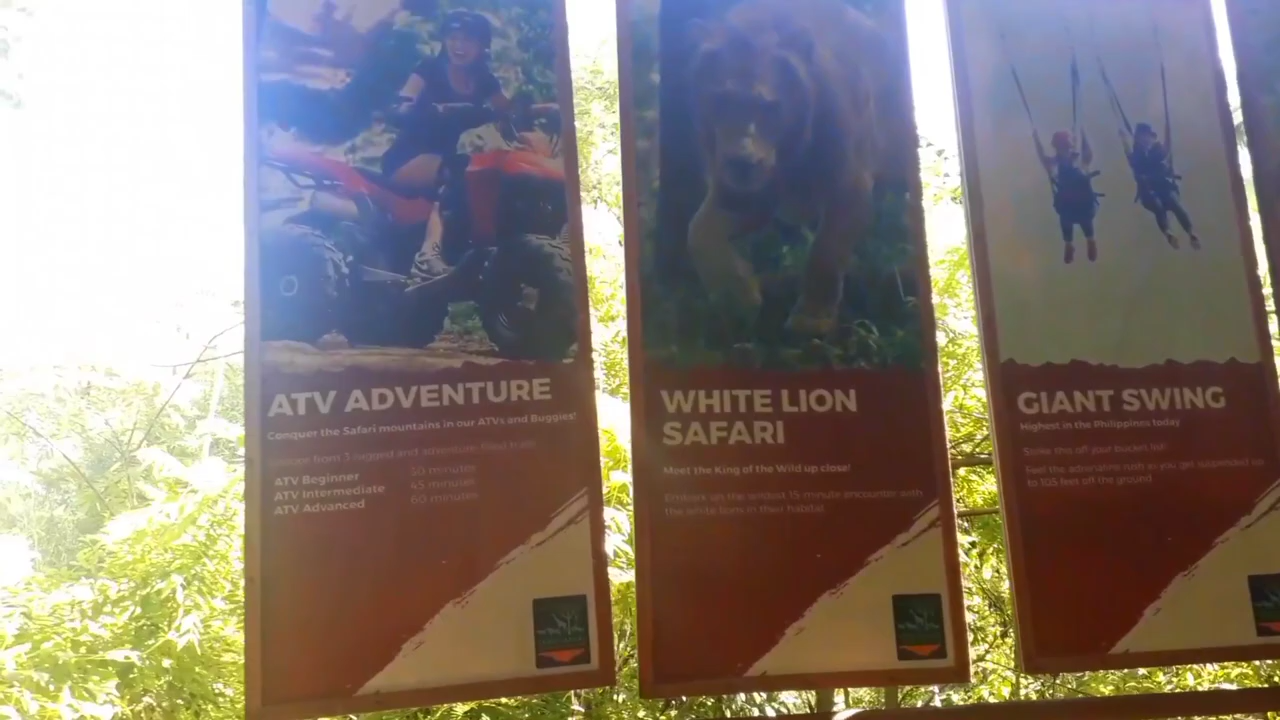 ATV ADVENTURE
Conquer the Safari mountains in our ATVs and Buggies!
from 3 rugged and adventure-filled trails
ATV Beginner 30 minutes
ATV Intermediate 45 minutes
ATV Advanced 60 minutes
WHITE LION
SAFARI
Meet the King of the Wild up close!
Embark on the wildest 15-minute encounter with
the white lions in their habitat.
GIANT SWING
Highest in the Philippines today
Strike this off your bucket list!
Feel the adrenaline rush as you get suspended up
to 105 feet off the ground